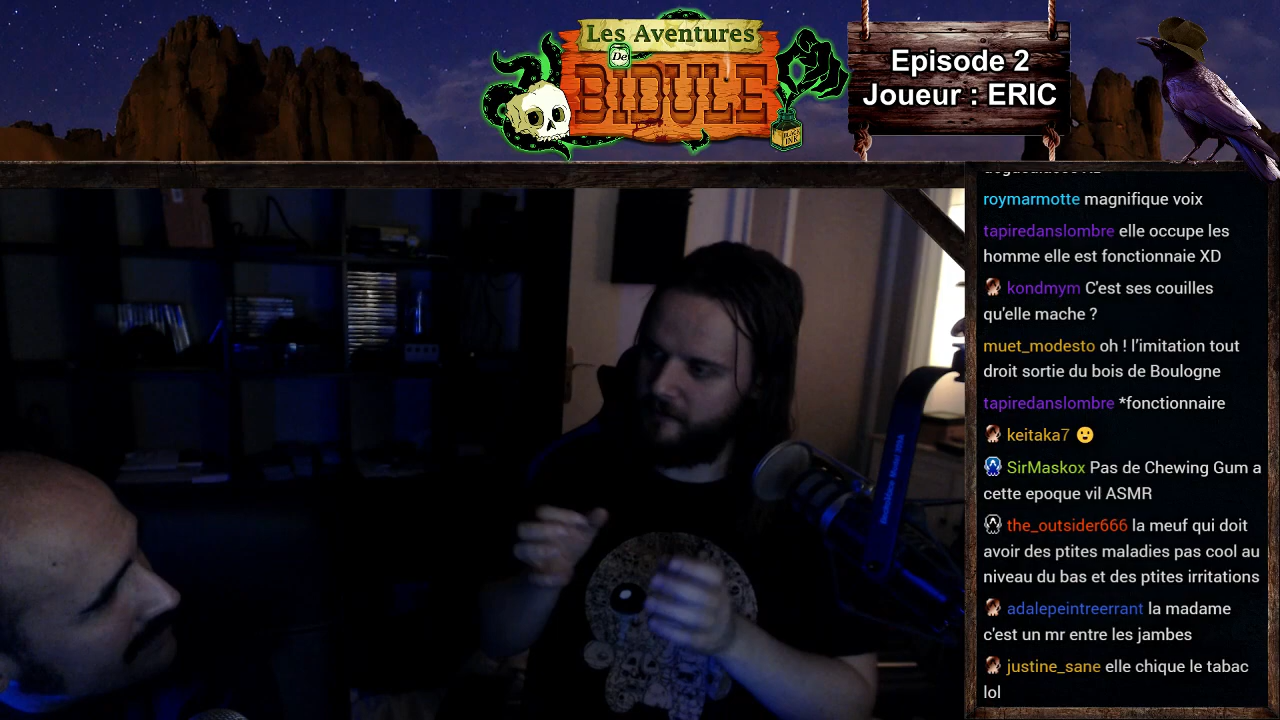 Les Aventures
De
BIDULE
BLACK
INK
Episode 2
Joueur : ERIC
roymarmotte magnifique voix
tapiredanslombre elle occupe les
homme elle est fonctionnaie XD
kondmym C'est ses couilles
qu'elle mache ?
muet_modesto oh ! l'imitation tout
droit sortie du bois de Boulogne
tapiredanslombre *fonctionnaire
keitaka7
SirMaskox Pas de Chewing Gum a
cette epoque vil ASMR
the_outsider666 la meuf qui doit
avoir des ptites maladies pas cool au
niveau du bas et des ptites irritations
adalepeintreerrant la madame
c'est un mr entre les jambes
justine_sane elle chique le tabac
lol